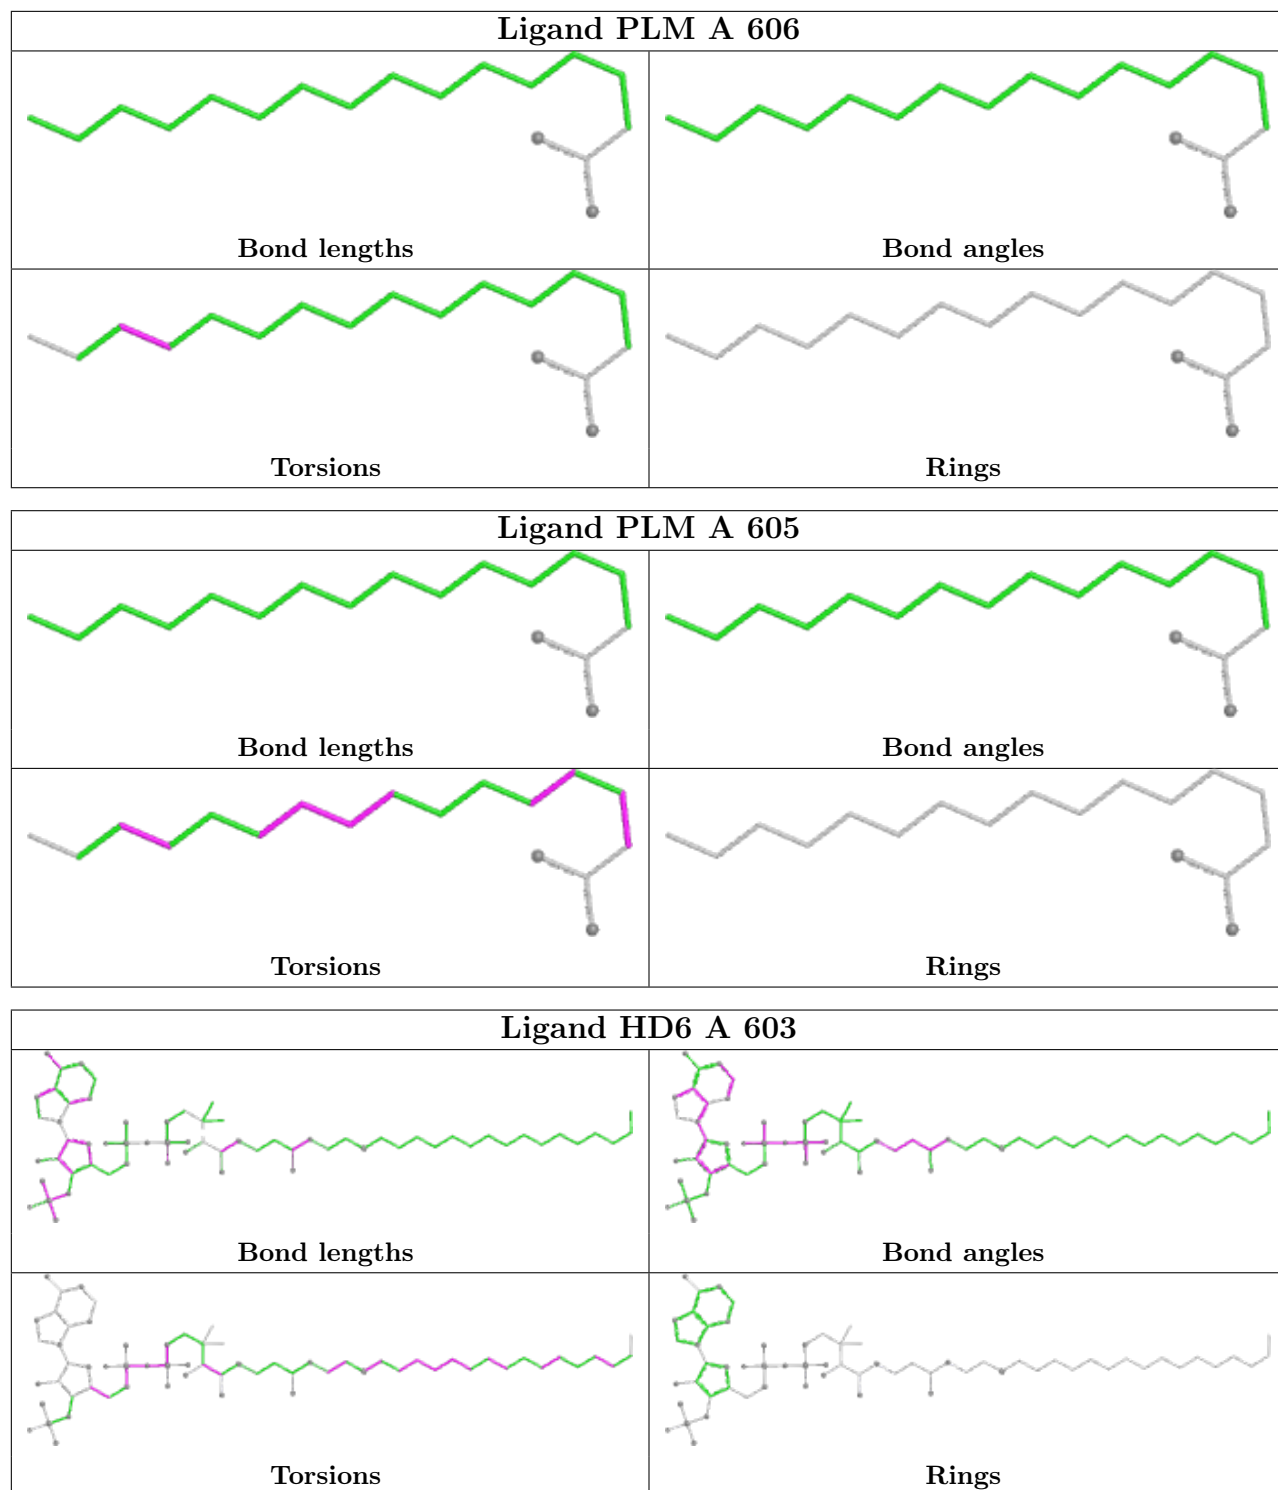 Ligand PLM A 606
Bond lengths
Bond angles
Torsions
Rings
Ligand PLM A 605
Bond lengths
Bond angles
Torsions
Rings
Ligand HD6 A 603
Bond lengths
Bond angles
Torsions
Rings